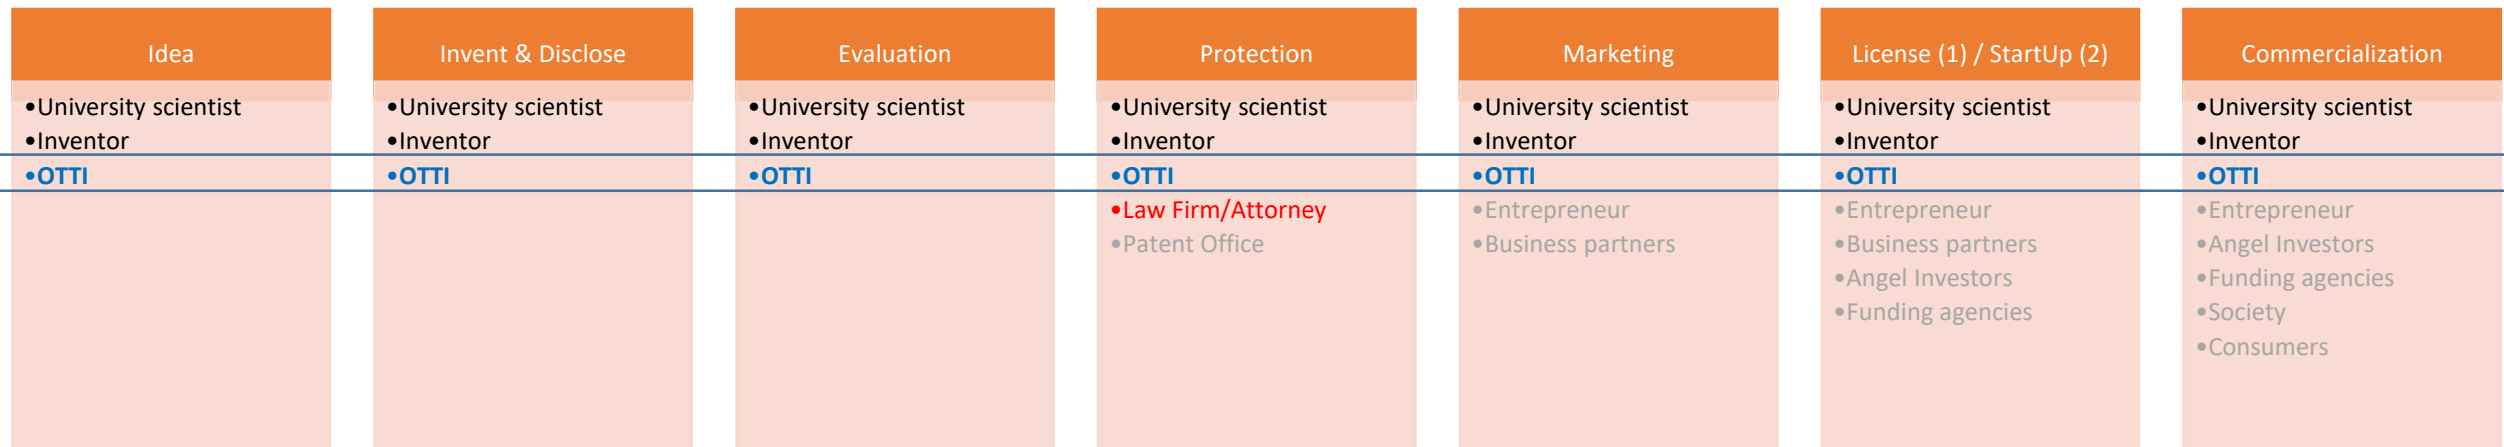 Idea
•University scientist
•Inventor
•OTTI
Invent & Disclose
•University scientist
•Inventor
•OTTI
Evaluation
•University scientist
•Inventor
•OTTI
Protection
•University scientist
•Inventor
•OTTI
•Law Firm/Attorney
•Patent Office
Marketing
•University scientist
•Inventor
•OTTI
•Entrepreneur
•Business partners
License (1) / StartUp (2)
•University scientist
•Inventor
•OTTI
•Entrepreneur
•Business partners
•Angel Investors
•Funding agencies
Commercialization
•University scientist
•Inventor
•OTTI
•Entrepreneur
•Angel Investors
•Funding agencies
•Society
•Consumers